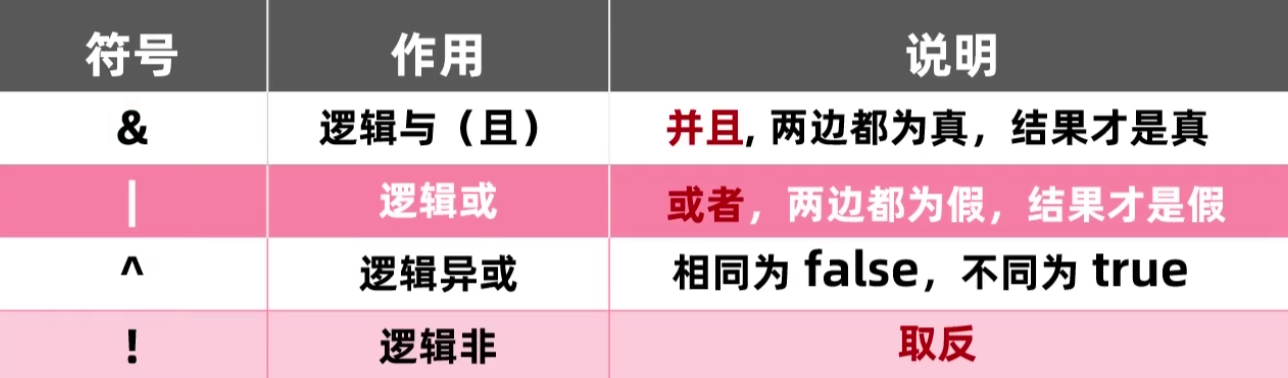 符号 作用 说明
& 逻辑与（且） 并且, 两边都为真，结果才是真
| 逻辑或 或者，两边都为假，结果才是假
^ 逻辑异或 相同为 false，不同为 true
! 逻辑非 取反